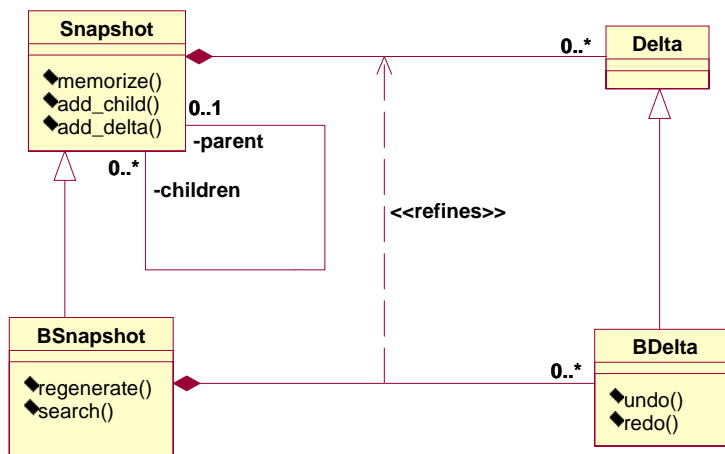 Snapshot
memorize()
add_child()
add_delta()
0..*
Delta
0..1
-parent
0..*
-children
<<refines>>
BSnapshot
regenerate()
search()
0..*
BDelta
undo()
redo()